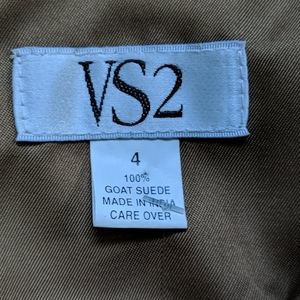 VS2
4
100%
GOAT SUEDE
MADE IN INDIA
CARE OVER